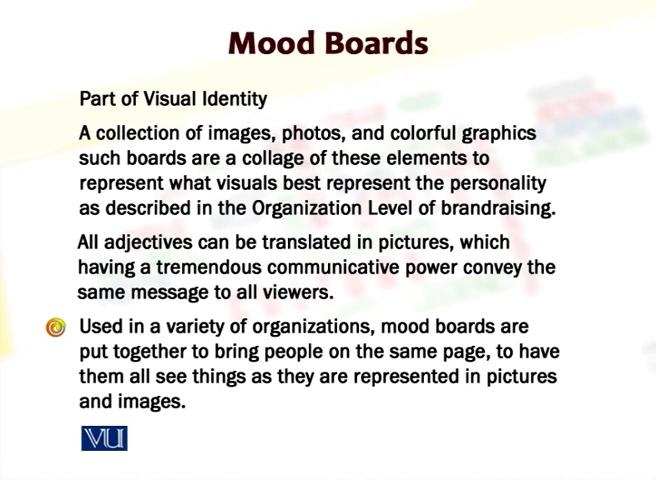 Mood Boards
Part of Visual Identity
A collection of images, photos, and colorful graphics
such boards are a collage of these elements to
represent what visuals best represent the personality
as described in the Organization Level of brandraising.
All adjectives can be translated in pictures, which
having a tremendous communicative power convey the
same message to all viewers.
Used in a variety of organizations, mood boards are
put together to bring people on the same page, to have
them all see things as they are represented in pictures
and images.
VU